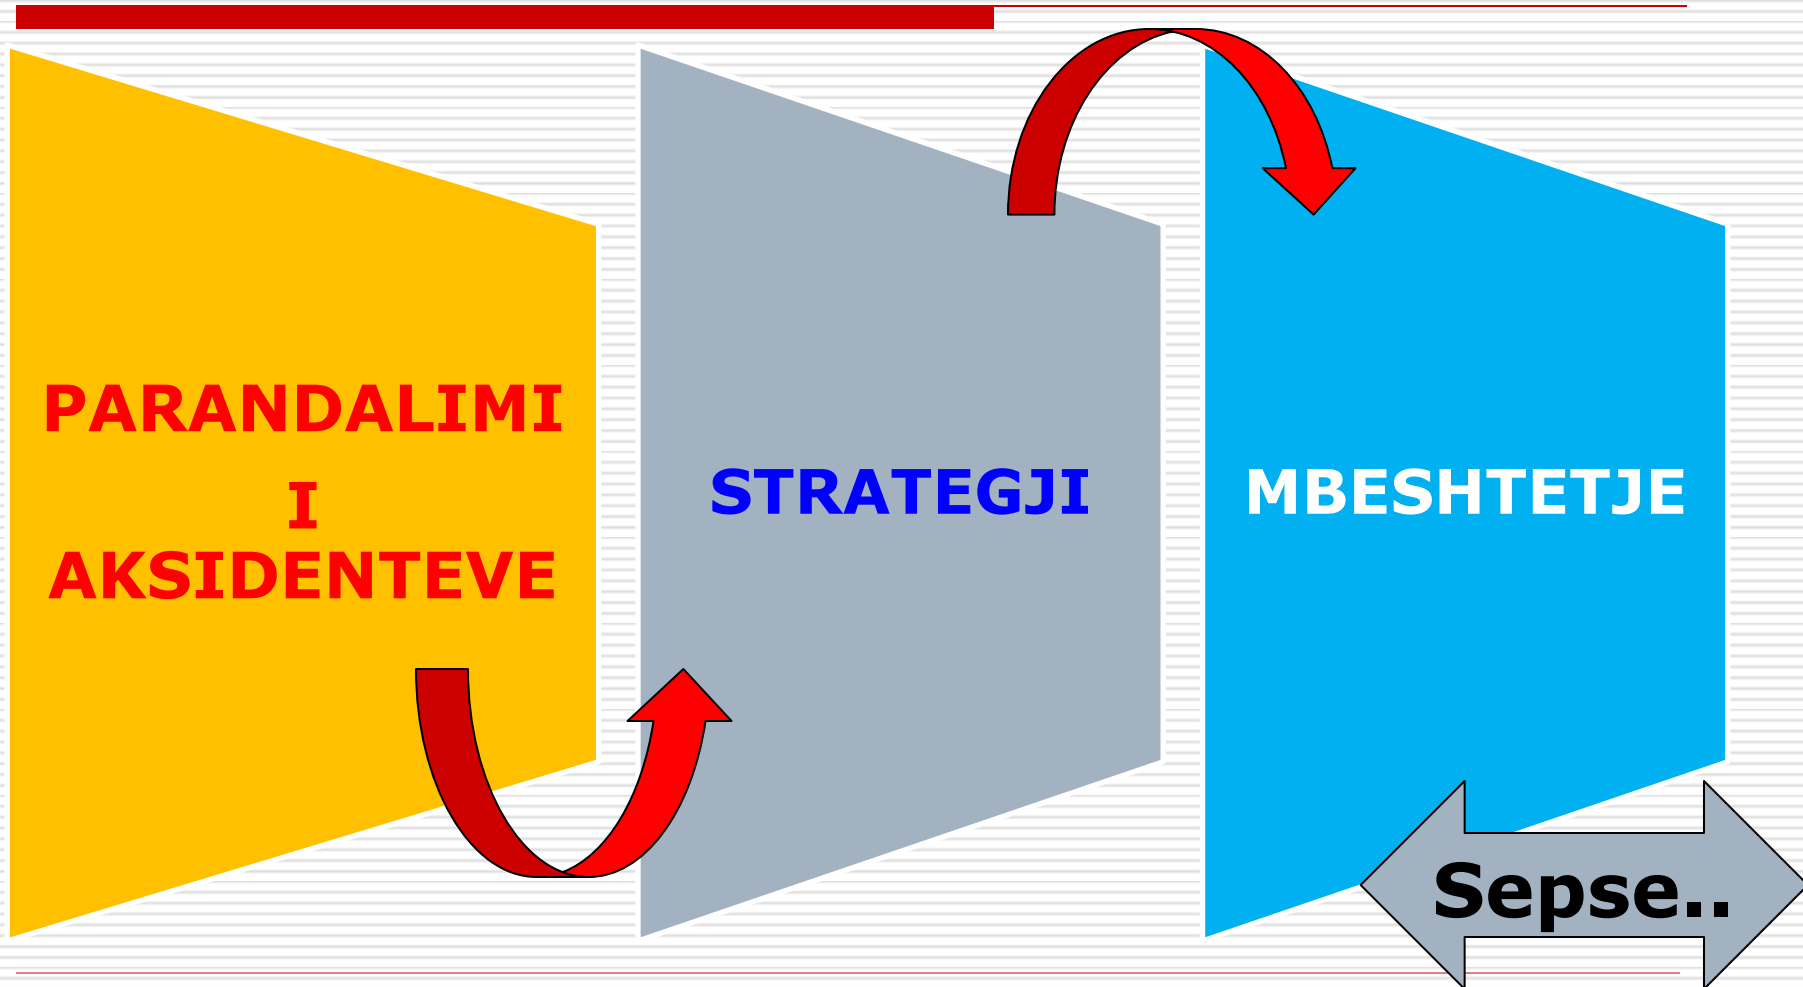 PARANDALIMI
I
AKSIDENTEVE
STRATEGJI
MBESHTETJE
Sepse..